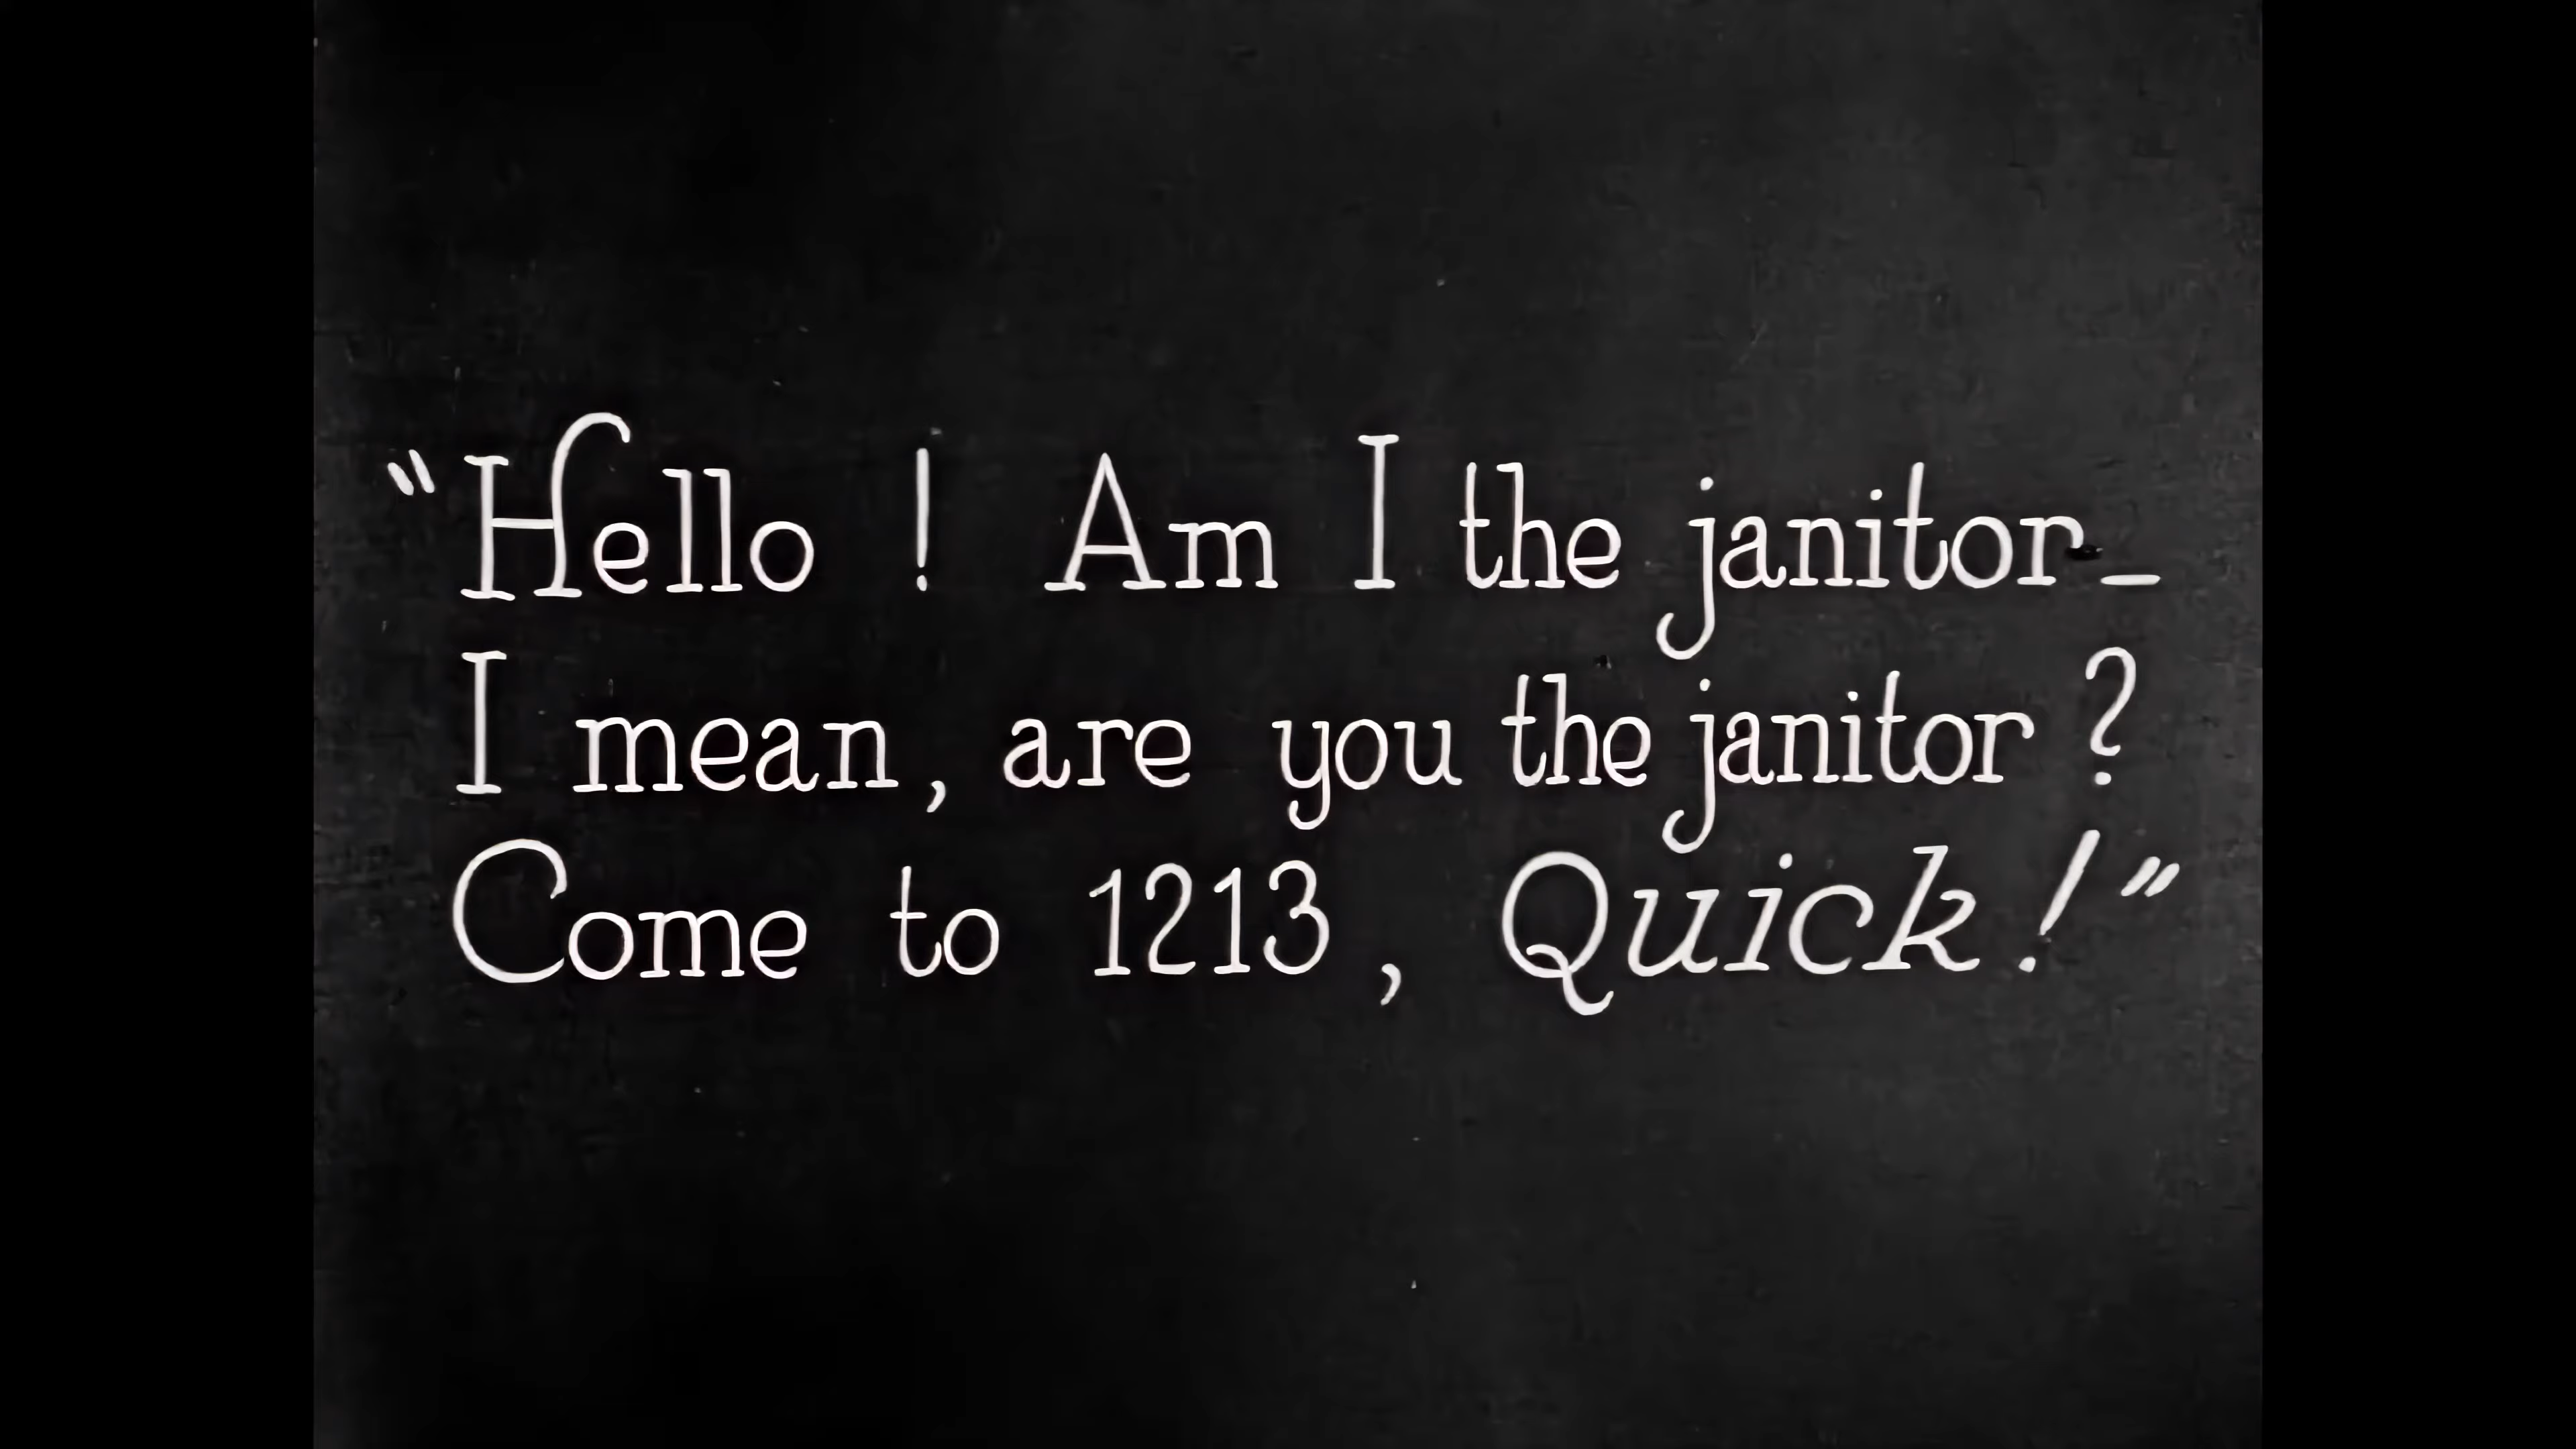 “Hello ! Am I the janitor_
I mean, are you the janitor ?
Come to 1213, Quick!”